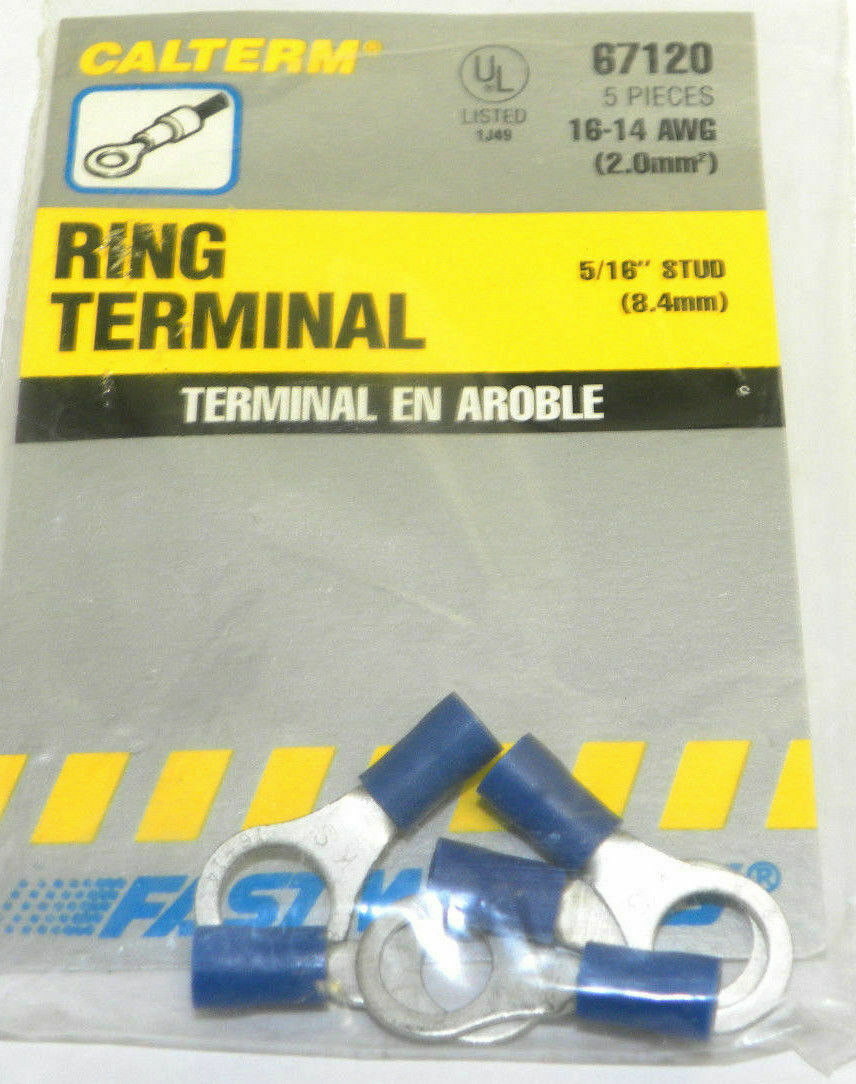 CALTERM®
UL
LISTED
1J49
67120
5 PIECES
16-14 AWG
(2.0mm²)
RING
TERMINAL
5/16" STUD
(8.4mm)
TERMINAL EN AROBLE